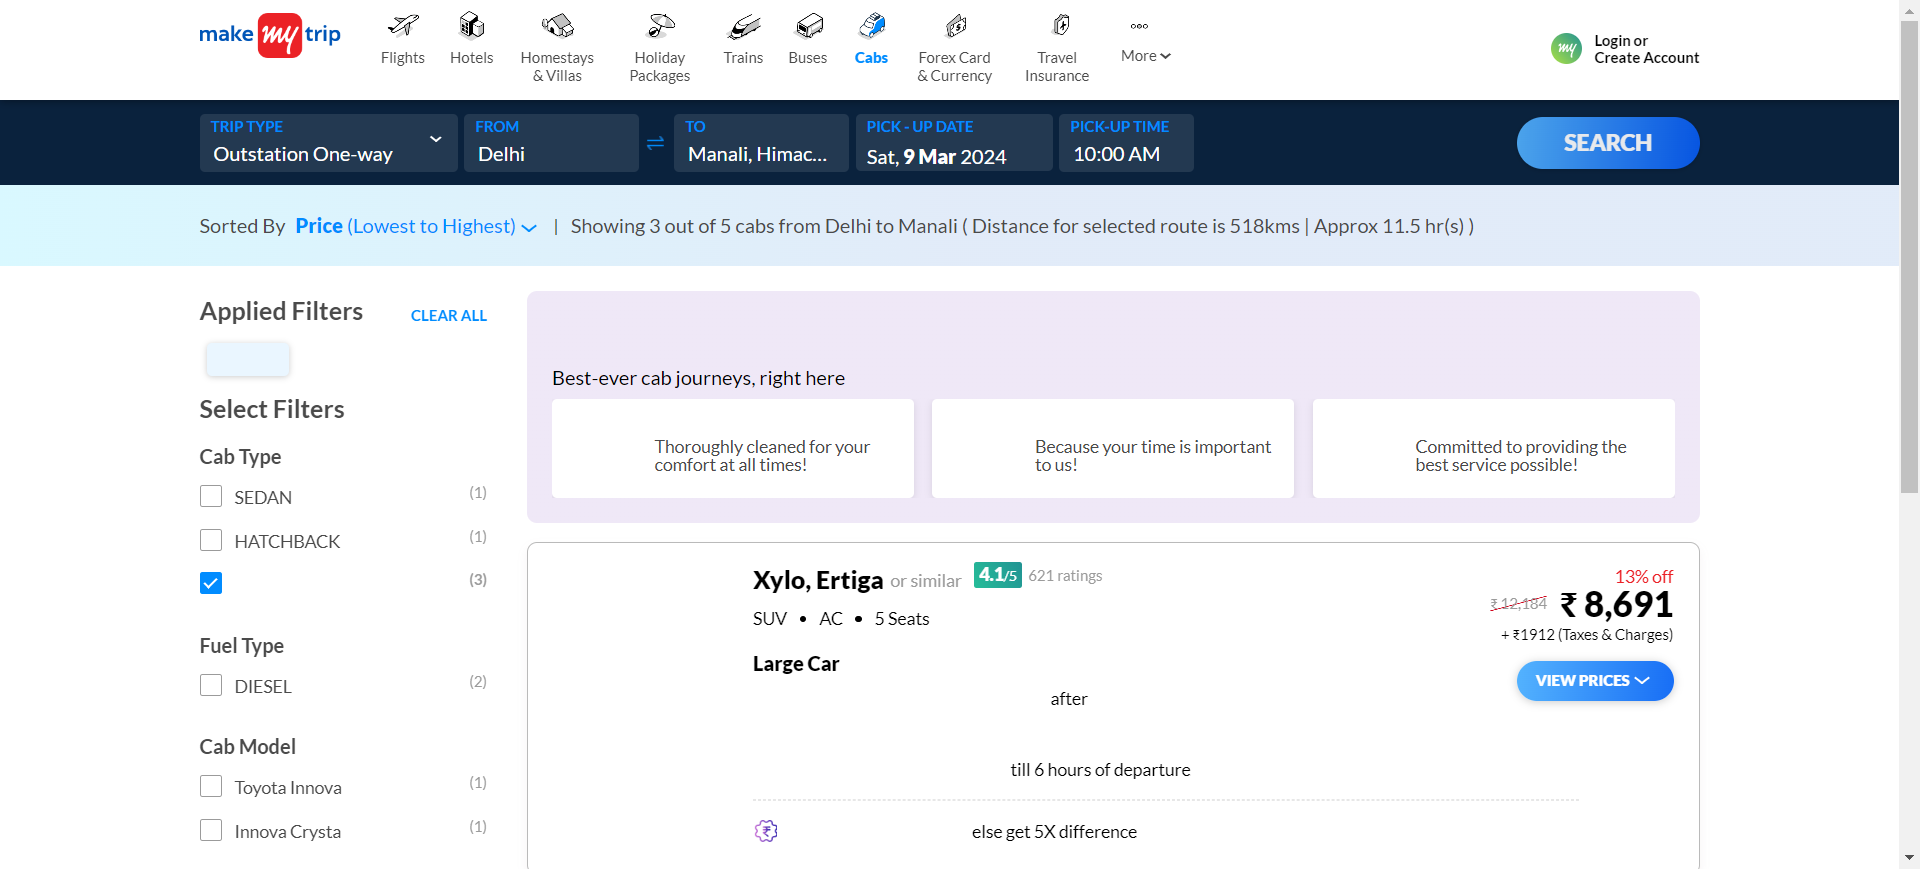 make my trip
Flights
Hotels
Homestays
& Villas
Holiday
Packages
Trains
Buses
Cabs
Forex Card
& Currency
Travel
Insurance
More
my
Login or
Create Account
TRIP TYPE
Outstation One-way
FROM
Delhi
TO
Manali, Himac...
PICK - UP DATE
Sat, 9 Mar 2024
PICK-UP TIME
10:00 AM
SEARCH
Sorted By Price (Lowest to Highest) | Showing 3 out of 5 cabs from Delhi to Manali ( Distance for selected route is 518kms | Approx 11.5 hr(s) )
Applied Filters
CLEAR ALL
Select Filters
Cab Type
SEDAN (1)
HATCHBACK (1)
(3)
Fuel Type
DIESEL (2)
Cab Model
Toyota Innova (1)
Innova Crysta (1)
Best-ever cab journeys, right here
Thoroughly cleaned for your
comfort at all times!
Because your time is important
to us!
Committed to providing the
best service possible!
Xylo, Ertiga or similar 4.1/5 621 ratings
SUV • AC • 5 Seats
Large Car
after
till 6 hours of departure
₹ else get 5X difference
13% off
₹ 12,184 ₹ 8,691
+ ₹1912 (Taxes & Charges)
VIEW PRICES